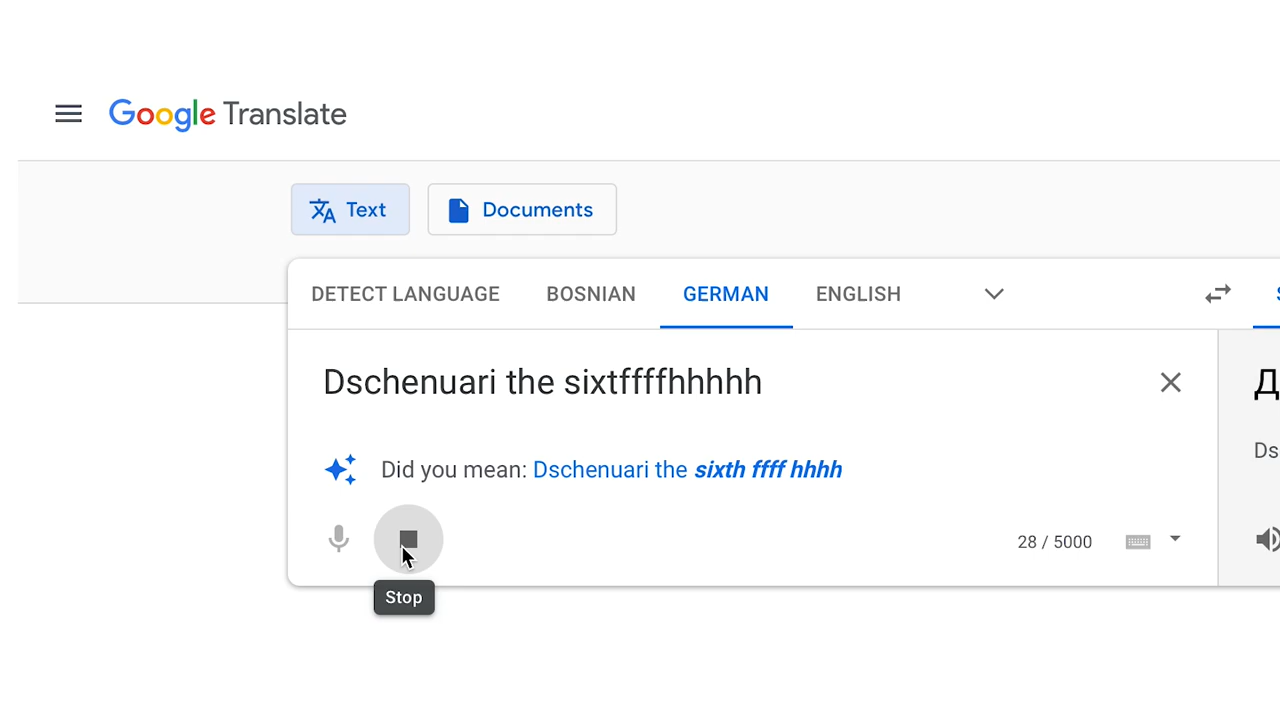 Google Translate
Text Documents
DETECT LANGUAGE BOSNIAN GERMAN ENGLISH
Dschenuari the sixtffffhhhhh
Д
Did you mean: Dschenuari the sixth ffff hhhh
Ds
28 / 5000
Stop